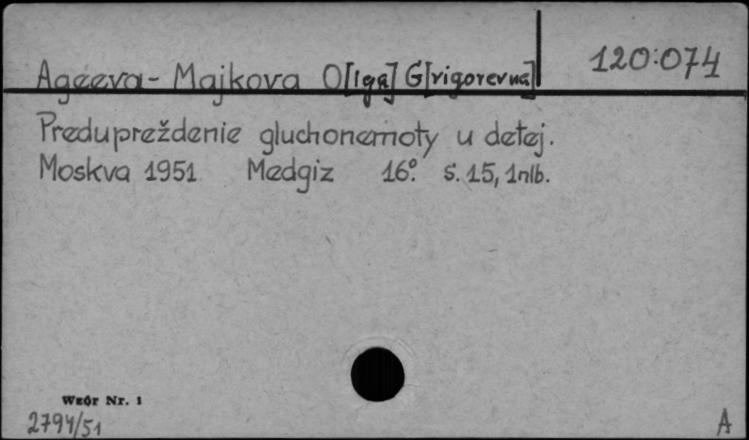 Ageeva-Majkova O[lga] G[rigorevna]
120:074
Predupreždenie gluchonemoty u detej.
Moskva 1951 Medgiz 16° s. 15, 1nlb.
Wzór Nr. 1
2794/51
A